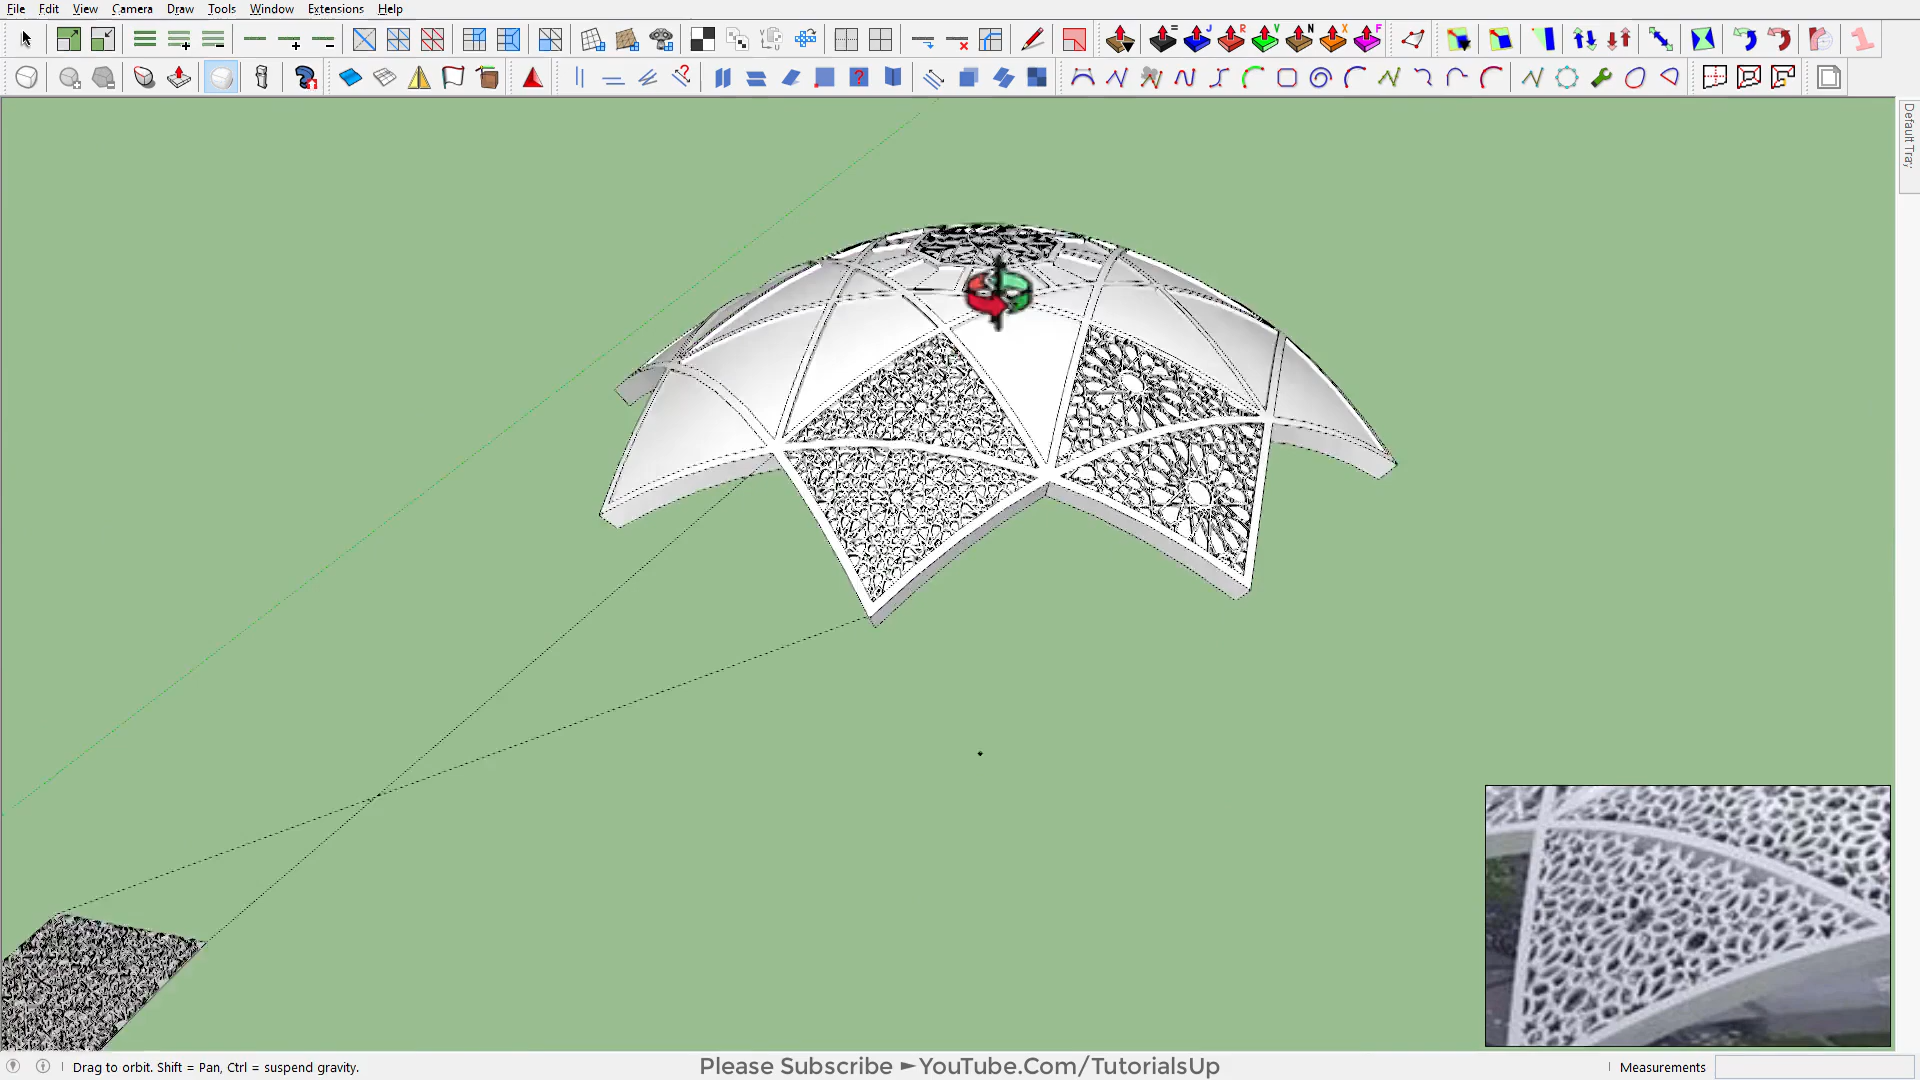 File Edit View Camera Draw Tools Window Extensions Help
Default Tray
Drag to orbit. Shift = Pan, Ctrl = suspend gravity.
Please Subscribe ►YouTube.Com/TutorialsUp
Measurements